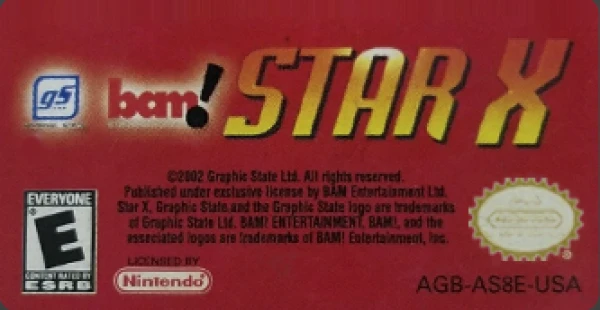 gs
bam!
STAR X
©2002 Graphic State Ltd. All rights reserved.
Published under exclusive license by BAM Entertainment Ltd.
Star X, Graphic State and the Graphic State logo are trademarks
of Graphic State Ltd. BAM! ENTERTAINMENT, BAM!, and the
associated logos are trademarks of BAM! Entertainment, Inc.
EVERYONE
E
CONTENT RATED BY
ESRB
LICENSED BY
Nintendo
AGB-AS8E-USA